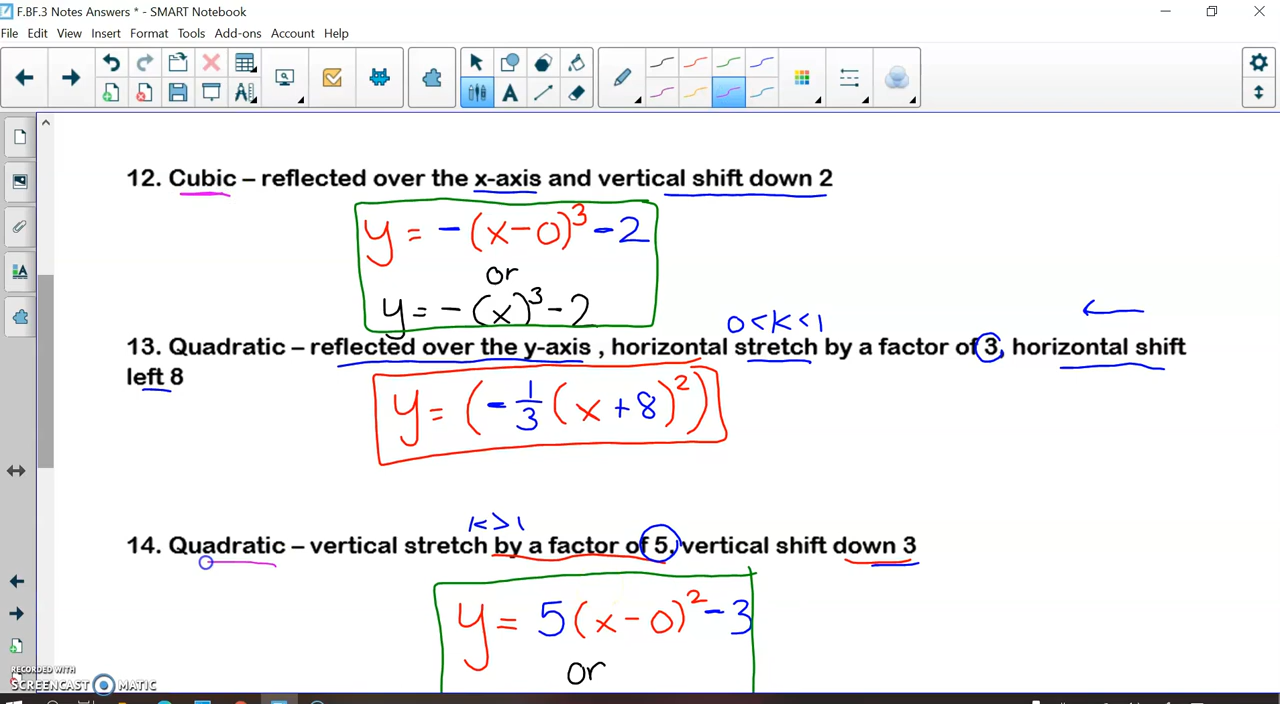 F.BF.3 Notes Answers * - SMART Notebook
File Edit View Insert Format Tools Add-ons Account Help
12. Cubic – reflected over the x-axis and vertical shift down 2
y = -(x-0)³ -2
or
y = -(x)³ -2
0<K<1
13. Quadratic – reflected over the y-axis , horizontal stretch by a factor of 3, horizontal shift
left 8
y = (-1/3 (x+8)²)
K>1
14. Quadratic – vertical stretch by a factor of 5, vertical shift down 3
y = 5(x-0)² -3
or
RECORDED WITH
SCREENCAST MATIC